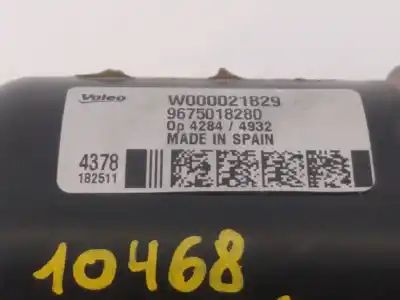 Valeo
W000021829
9675018280
Op 4284 / 4932
MADE IN SPAIN
4378
182511
10468